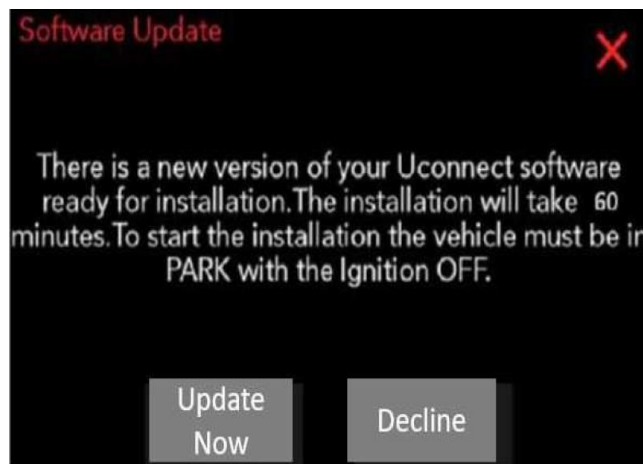 Software Update
X
There is a new version of your Uconnect software
ready for installation.The installation will take 60
minutes.To start the installation the vehicle must be in
PARK with the Ignition OFF.
Update
Now
Decline